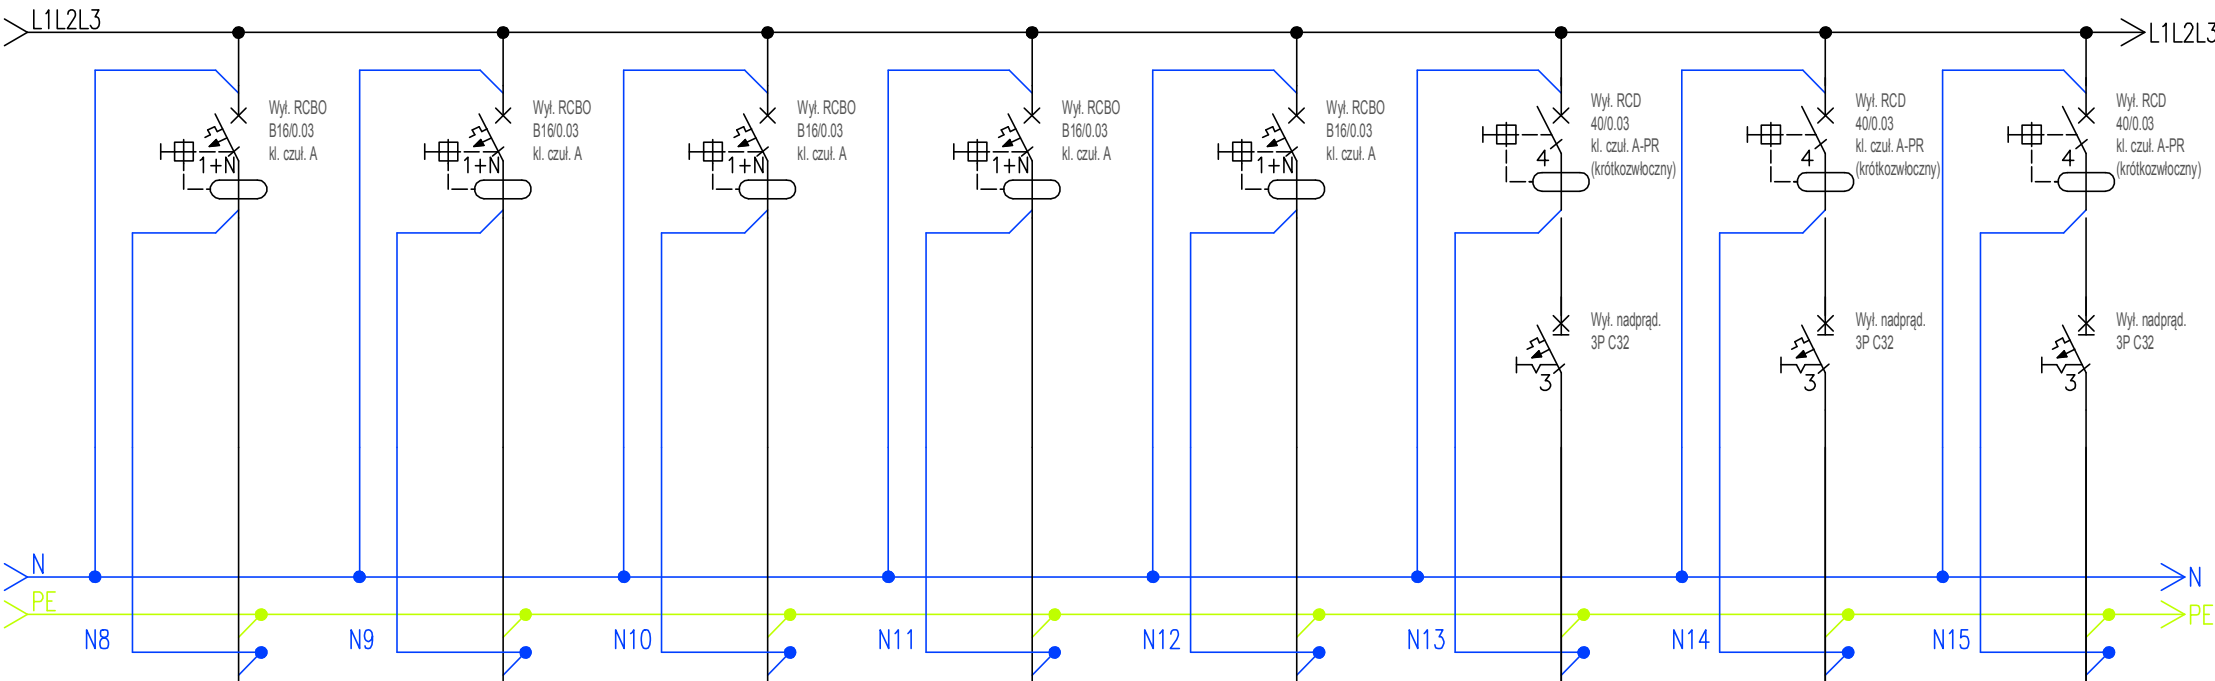 L1L2L3
L1L2L3
Wył. RCBO
B16/0.03
kl. czuł. A
1+N
Wył. RCBO
B16/0.03
kl. czuł. A
1+N
Wył. RCBO
B16/0.03
kl. czuł. A
1+N
Wył. RCBO
B16/0.03
kl. czuł. A
1+N
Wył. RCBO
B16/0.03
kl. czuł. A
1+N
Wył. RCD
40/0.03
kl. czuł. A-PR
(krótkozwłoczny)
4
Wył. RCD
40/0.03
kl. czuł. A-PR
(krótkozwłoczny)
4
Wył. RCD
40/0.03
kl. czuł. A-PR
(krótkozwłoczny)
4
Wył. nadprąd.
3P C32
3
Wył. nadprąd.
3P C32
3
Wył. nadprąd.
3P C32
3
N
N
PE
PE
N8
N9
N10
N11
N12
N13
N14
N15